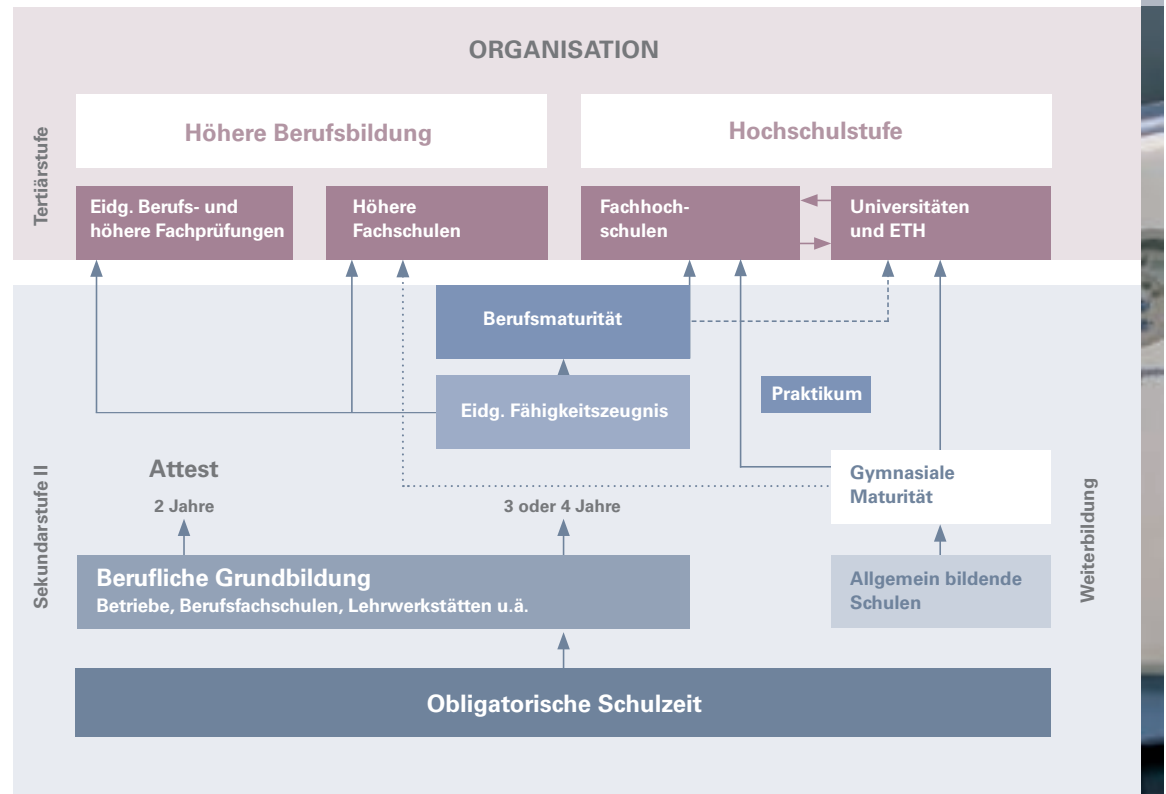 ORGANISATION
Tertiärstufe
Höhere Berufsbildung
Hochschulstufe
Eidg. Berufs- und
höhere Fachprüfungen
Höhere
Fachschulen
Fachhoch-
schulen
Universitäten
und ETH
Berufsmaturität
Eidg. Fähigkeitszeugnis
Praktikum
Sekundarstufe II
Attest
2 Jahre
3 oder 4 Jahre
Gymnasiale
Maturität
Weiterbildung
Berufliche Grundbildung
Betriebe, Berufsfachschulen, Lehrwerkstätten u.ä.
Allgemein bildende
Schulen
Obligatorische Schulzeit